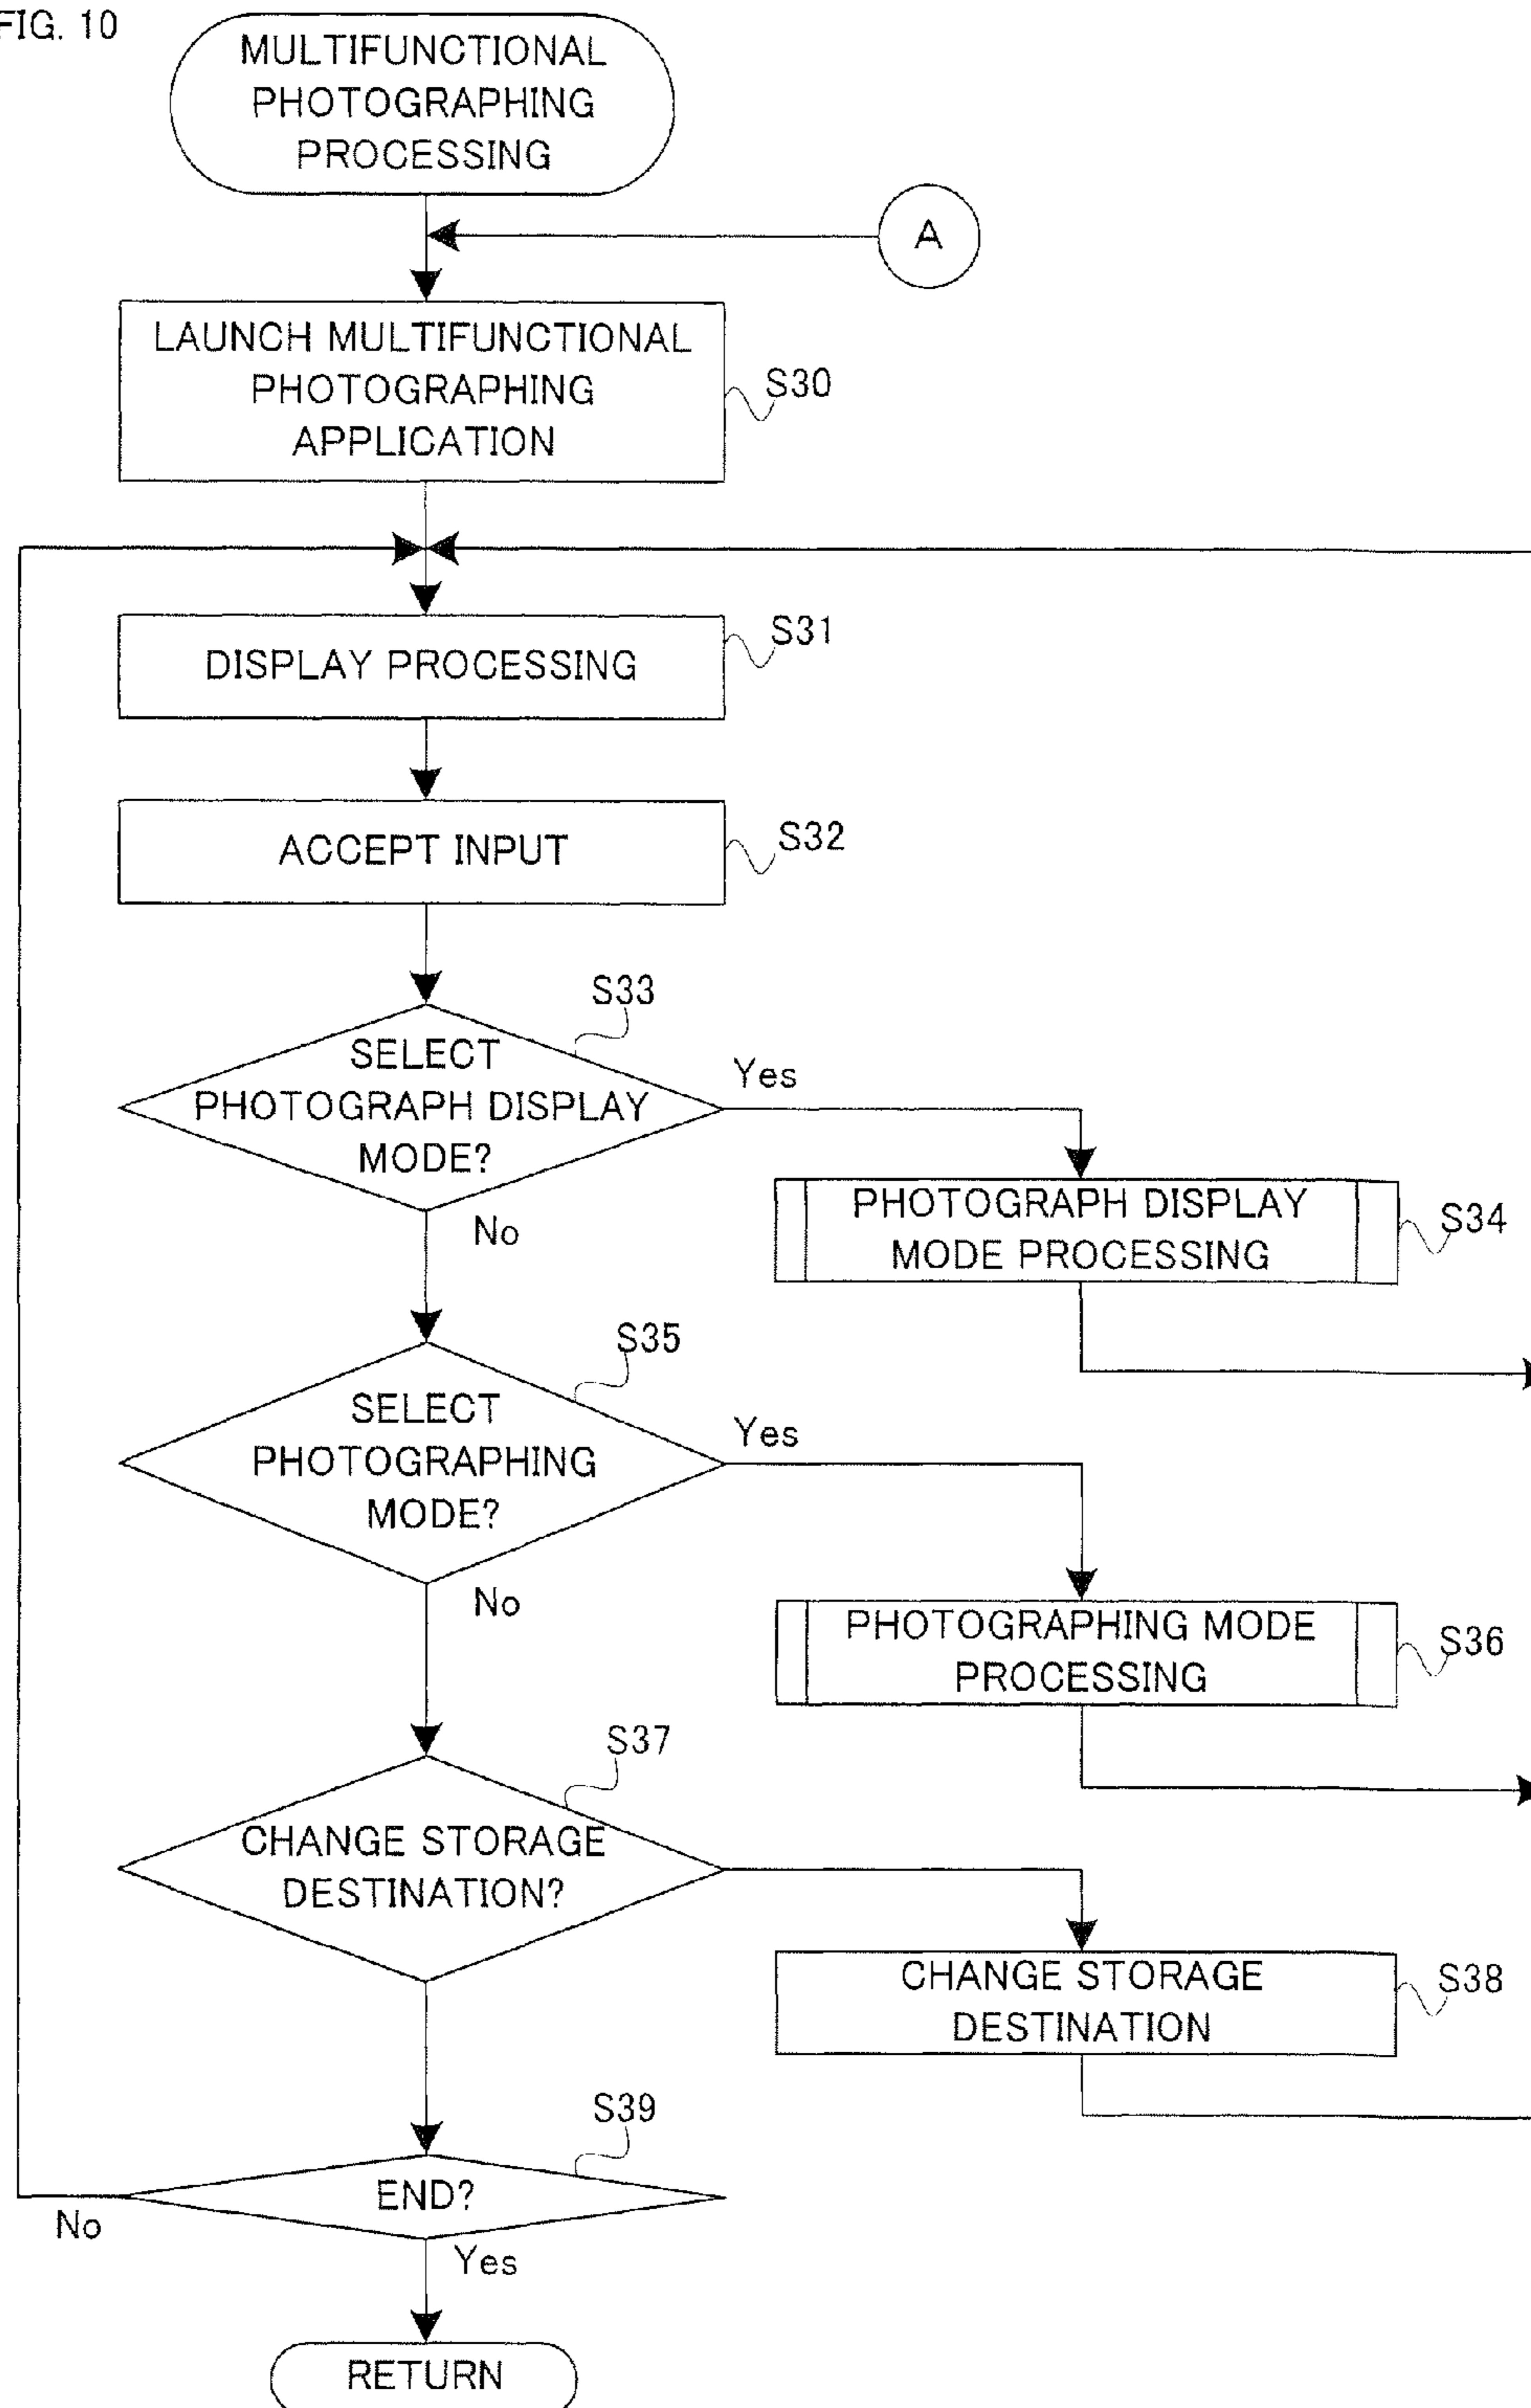 FIG. 10
MULTIFUNCTIONAL
PHOTOGRAPHING
PROCESSING
A
LAUNCH MULTIFUNCTIONAL
PHOTOGRAPHING
APPLICATION
S30
S31
DISPLAY PROCESSING
S32
ACCEPT INPUT
S33
SELECT
PHOTOGRAPH DISPLAY
MODE?
Yes
No
PHOTOGRAPH DISPLAY
MODE PROCESSING
S34
S35
SELECT
PHOTOGRAPHING
MODE?
Yes
No
PHOTOGRAPHING MODE
PROCESSING
S36
S37
CHANGE STORAGE
DESTINATION?
CHANGE STORAGE
DESTINATION
S38
S39
END?
No
Yes
RETURN